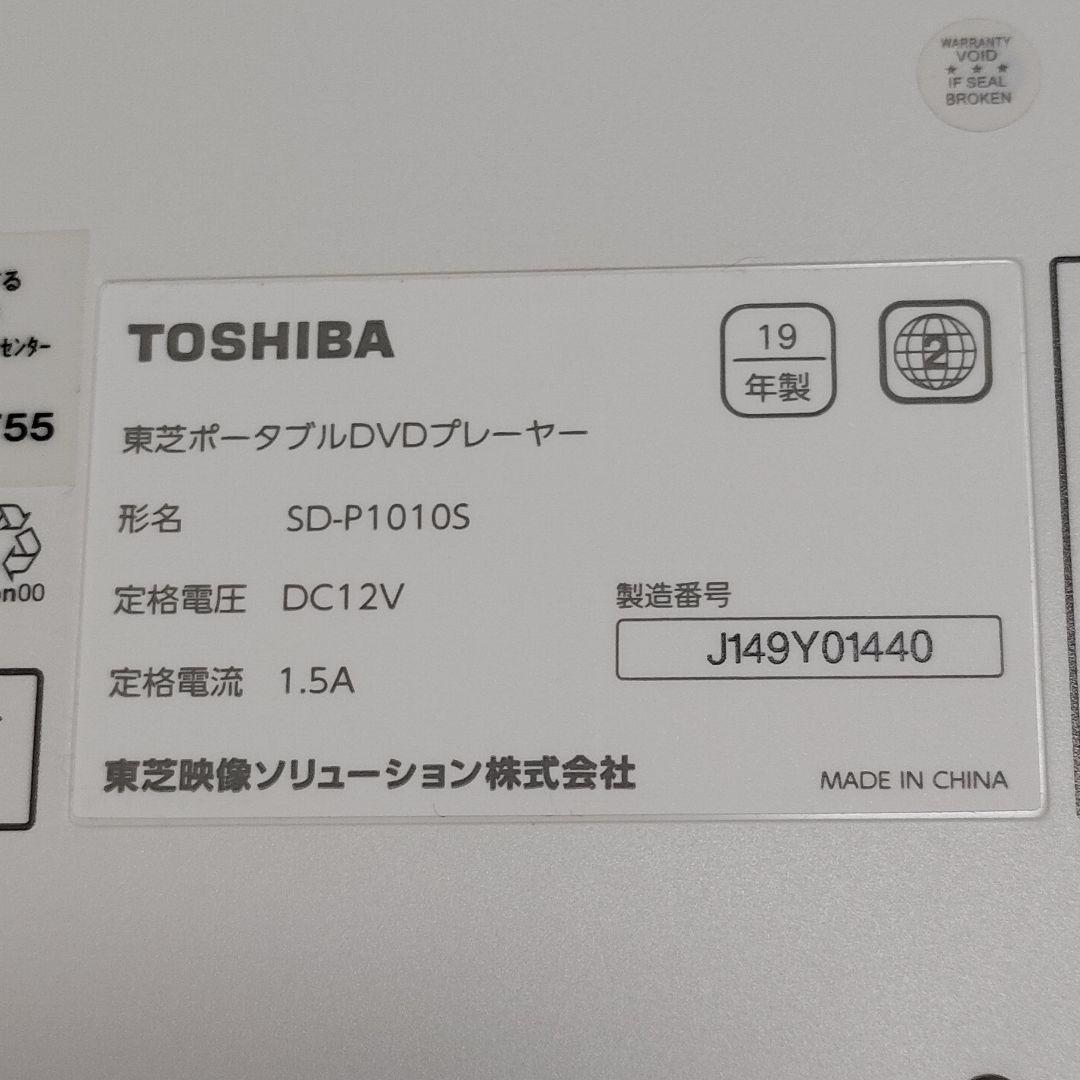 WARRANTY
VOID
★ ★ ★
IF SEAL
BROKEN
する
センター
755
on00
TOSHIBA
19
年製
2
東芝ポータブルDVDプレーヤー
形名 SD-P1010S
定格電圧 DC12V
定格電流 1.5A
製造番号
J149Y01440
東芝映像ソリューション株式会社
MADE IN CHINA